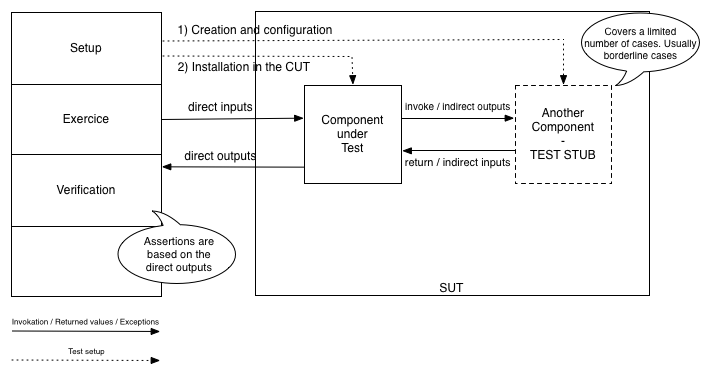 Setup
1) Creation and configuration
2) Installation in the CUT
Covers a limited
number of cases. Usually
borderline cases
Exercice
direct inputs
Component
under
Test
invoke / indirect outputs
Another
Component
-
TEST STUB
direct outputs
return / indirect inputs
Verification
Assertions are
based on the
direct outputs
SUT
Invokation / Returned values / Exceptions
Test setup